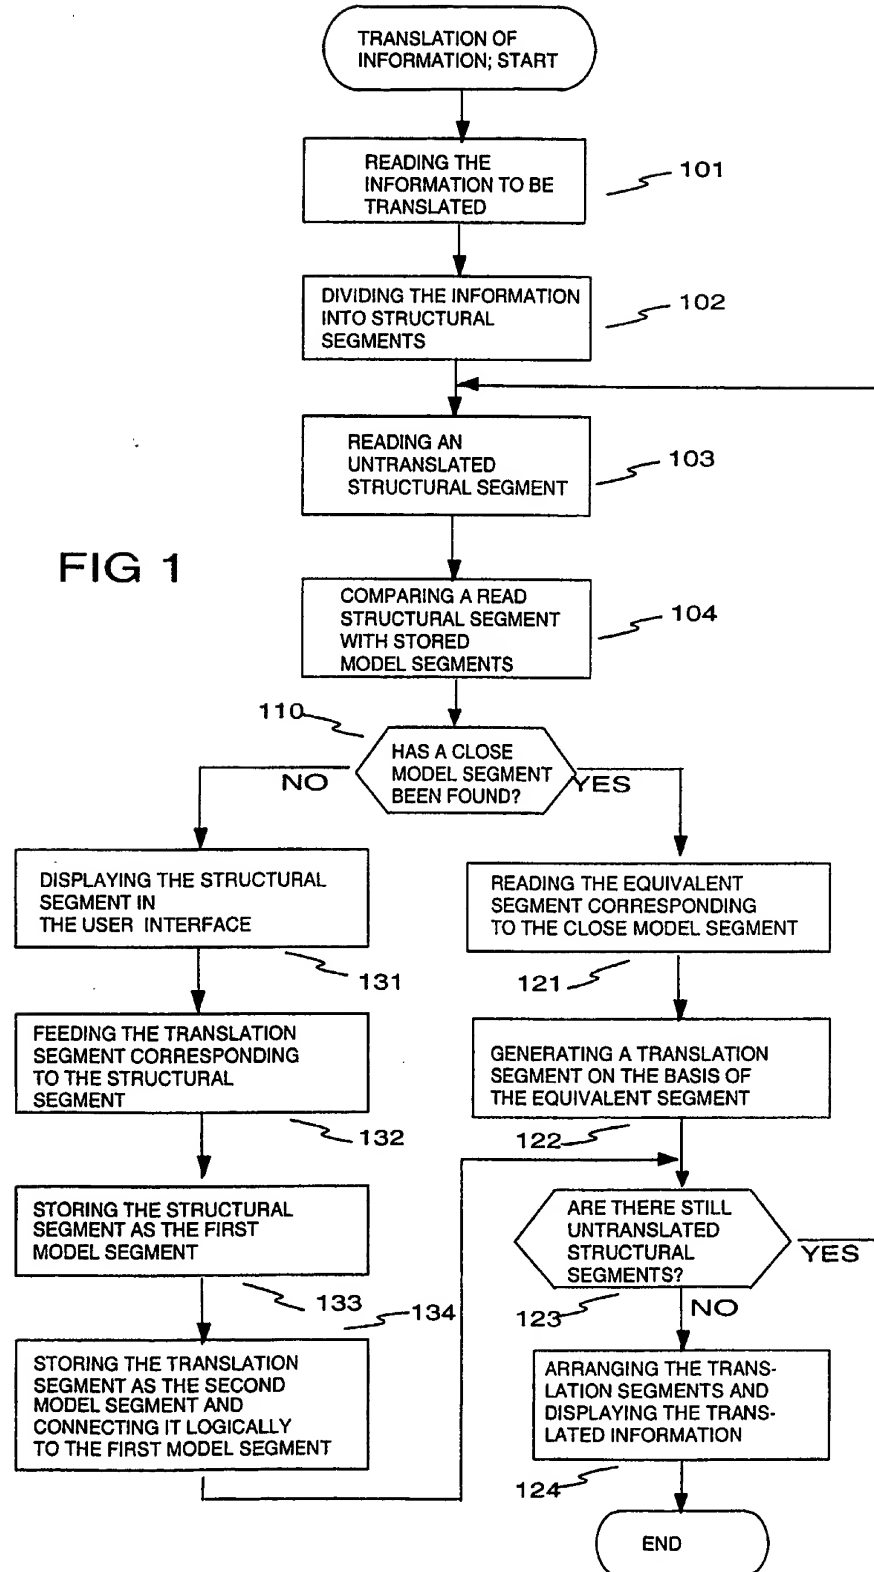 TRANSLATION OF
INFORMATION; START
READING THE
INFORMATION TO BE
TRANSLATED
101
DIVIDING THE INFORMATION
INTO STRUCTURAL
SEGMENTS
102
READING AN
UNTRANSLATED
STRUCTURAL SEGMENT
103
FIG 1
COMPARING A READ
STRUCTURAL SEGMENT
WITH STORED
MODEL SEGMENTS
104
110
HAS A CLOSE
MODEL SEGMENT
BEEN FOUND?
NO
YES
DISPLAYING THE STRUCTURAL
SEGMENT IN
THE USER INTERFACE
131
FEEDING THE TRANSLATION
SEGMENT CORRESPONDING
TO THE STRUCTURAL
SEGMENT
132
STORING THE STRUCTURAL
SEGMENT AS THE FIRST
MODEL SEGMENT
133
134
STORING THE TRANSLATION
SEGMENT AS THE SECOND
MODEL SEGMENT AND
CONNECTING IT LOGICALLY
TO THE FIRST MODEL SEGMENT
READING THE EQUIVALENT
SEGMENT CORRESPONDING
TO THE CLOSE MODEL SEGMENT
121
GENERATING A TRANSLATION
SEGMENT ON THE BASIS OF
THE EQUIVALENT SEGMENT
122
ARE THERE STILL
UNTRANSLATED
STRUCTURAL
SEGMENTS?
YES
123
NO
ARRANGING THE TRANS-
LATION SEGMENTS AND
DISPLAYING THE TRANS-
LATED INFORMATION
124
END